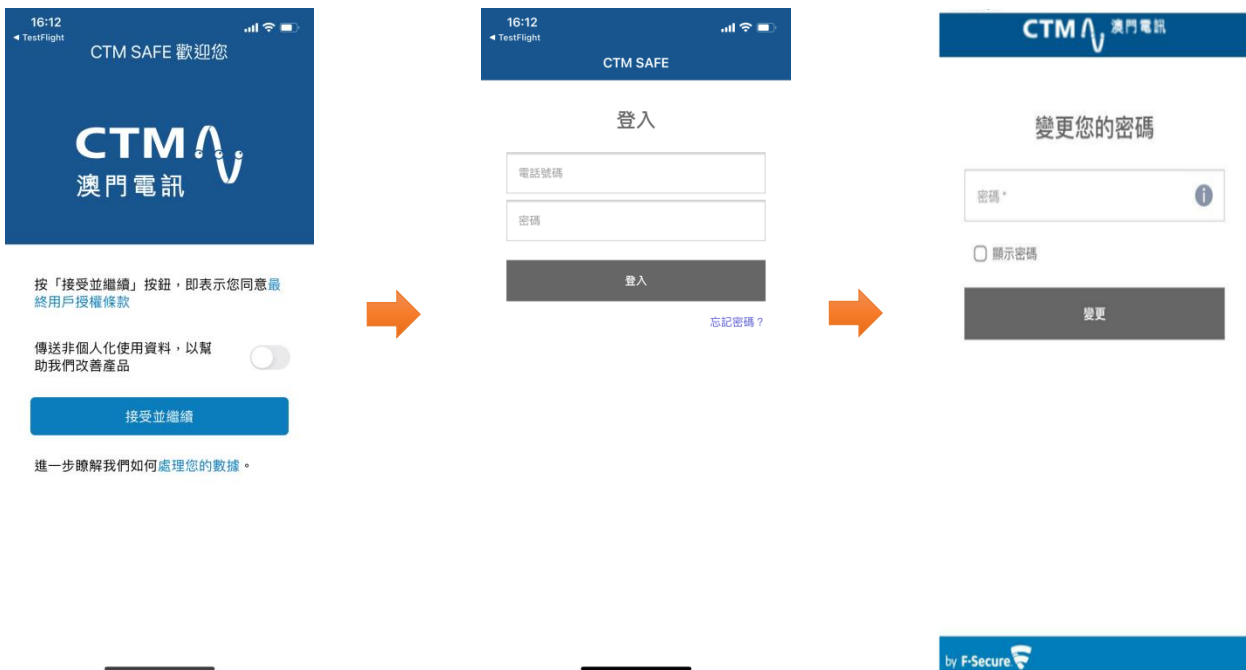 16:12
◀ TestFlight
CTM SAFE 歡迎您
CTM
澳門電訊
按「接受並繼續」按鈕，即表示您同意最
終用戶授權條款
傳送非個人化使用資料，以幫
助我們改善產品
接受並繼續
進一步瞭解我們如何處理您的數據。
16:12
◀ TestFlight
CTM SAFE
登入
電話號碼
密碼
登入
忘記密碼？
CTM 澳門電訊
變更您的密碼
密碼 *
顯示密碼
變更
by F-Secure